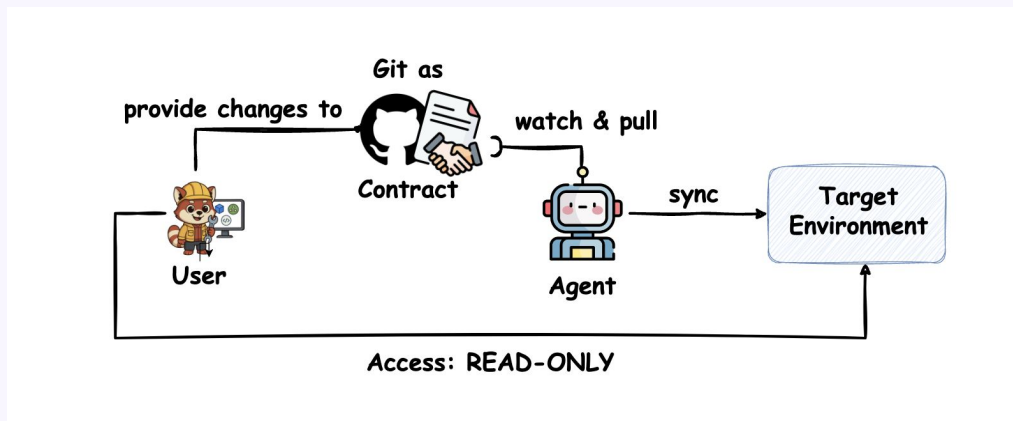 Git as
provide changes to
watch & pull
Contract
sync
Target
Environment
User
Agent
Access: READ-ONLY